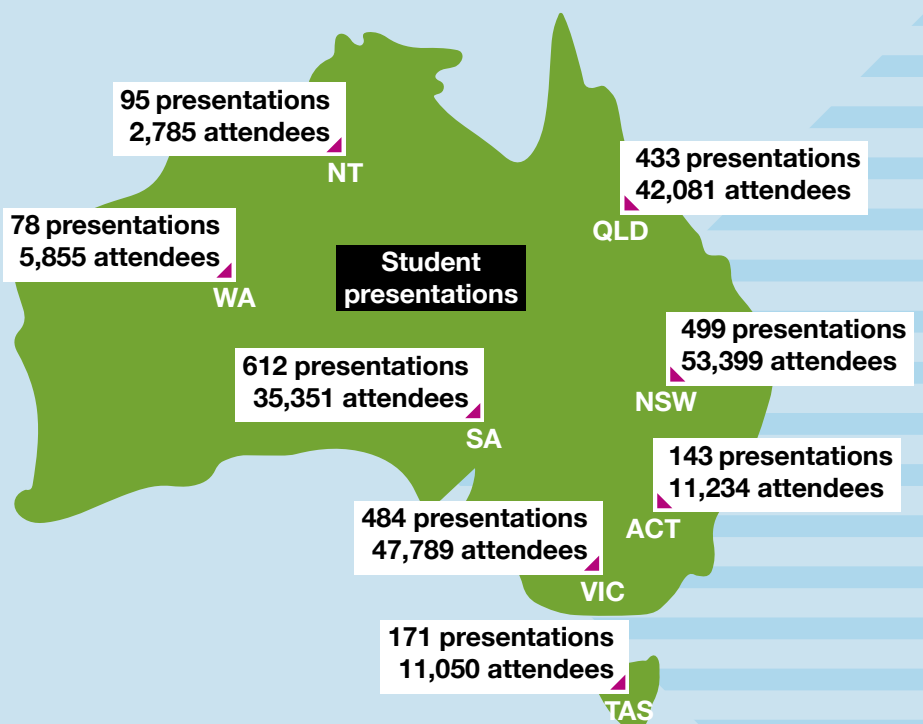 95 presentations
2,785 attendees
NT
433 presentations
42,081 attendees
QLD
78 presentations
5,855 attendees
WA
Student
presentations
499 presentations
53,399 attendees
NSW
612 presentations
35,351 attendees
SA
143 presentations
11,234 attendees
ACT
484 presentations
47,789 attendees
VIC
171 presentations
11,050 attendees
TAS